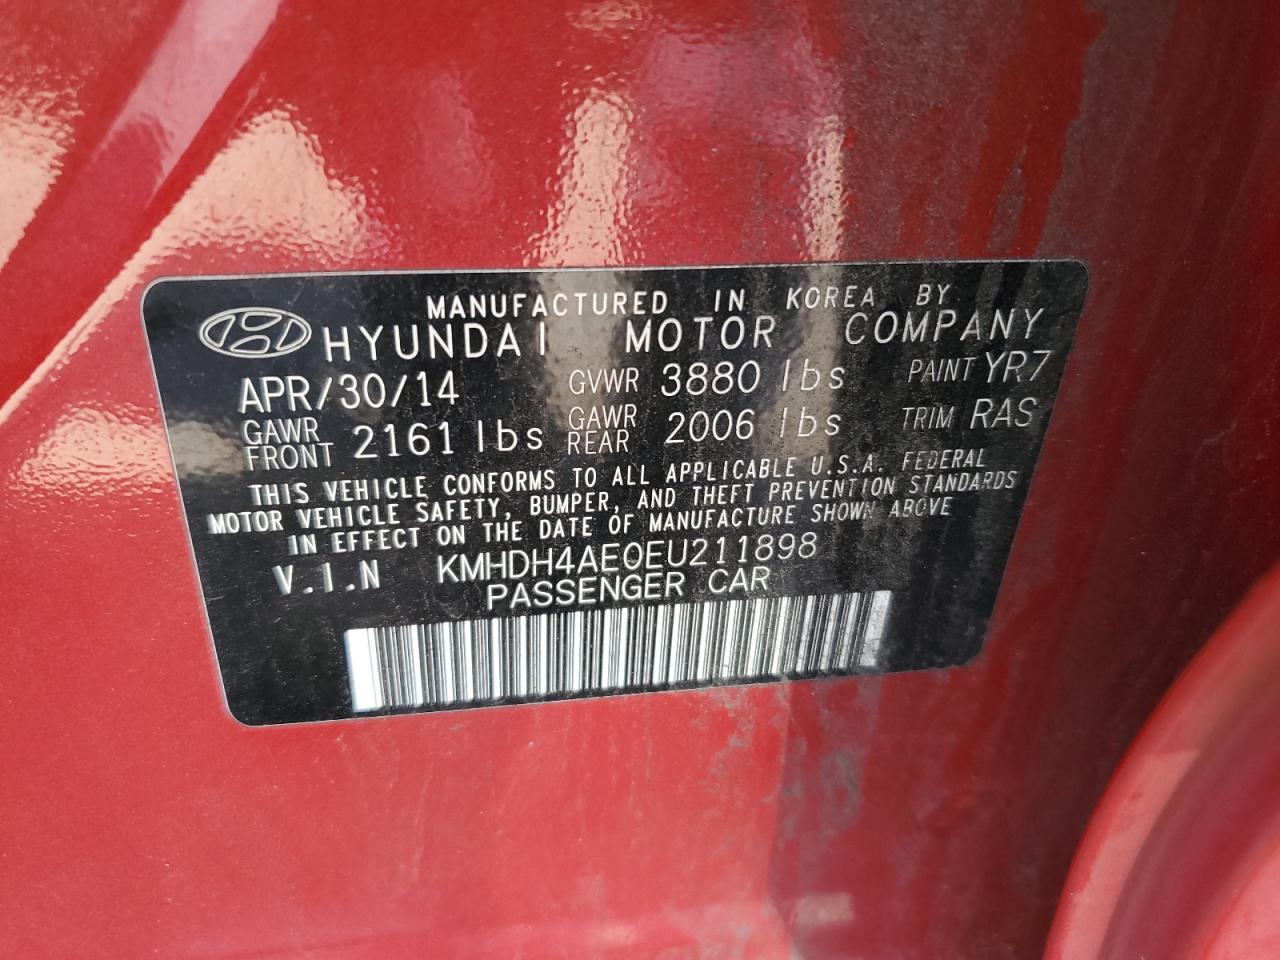 MANUFACTURED IN KOREA BY
HYUNDAI MOTOR COMPANY
APR/30/14 GVWR 3880 lbs PAINT YR7
GAWR FRONT 2161 lbs GAWR REAR 2006 lbs TRIM RAS
THIS VEHICLE CONFORMS TO ALL APPLICABLE U.S.A. FEDERAL
MOTOR VEHICLE SAFETY, BUMPER, AND THEFT PREVENTION STANDARDS
IN EFFECT ON THE DATE OF MANUFACTURE SHOWN ABOVE
V.I.N KMHDH4AE0EU211898
PASSENGER CAR